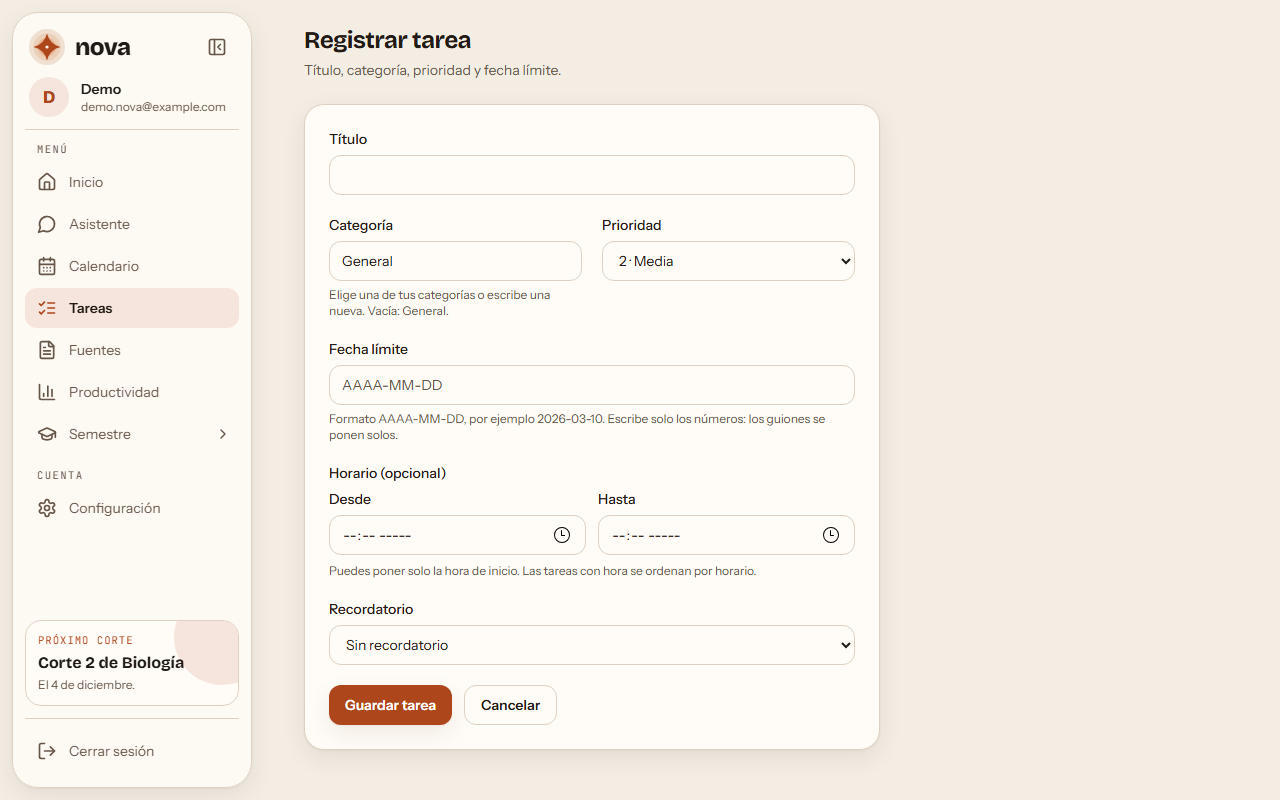 nova
D
Demo
demo.nova@example.com
MENÚ
Inicio
Asistente
Calendario
Tareas
Fuentes
Productividad
Semestre
CUENTA
Configuración
PRÓXIMO CORTE
Corte 2 de Biología
El 4 de diciembre.
Cerrar sesión
Registrar tarea
Título, categoría, prioridad y fecha límite.
Título
Categoría
Prioridad
General
2 · Media
Elige una de tus categorías o escribe una
nueva. Vacía: General.
Fecha límite
AAAA-MM-DD
Formato AAAA-MM-DD, por ejemplo 2026-03-10. Escribe solo los números: los guiones se
ponen solos.
Horario (opcional)
Desde
Hasta
--:-- -----
--:-- -----
Puedes poner solo la hora de inicio. Las tareas con hora se ordenan por horario.
Recordatorio
Sin recordatorio
Guardar tarea
Cancelar